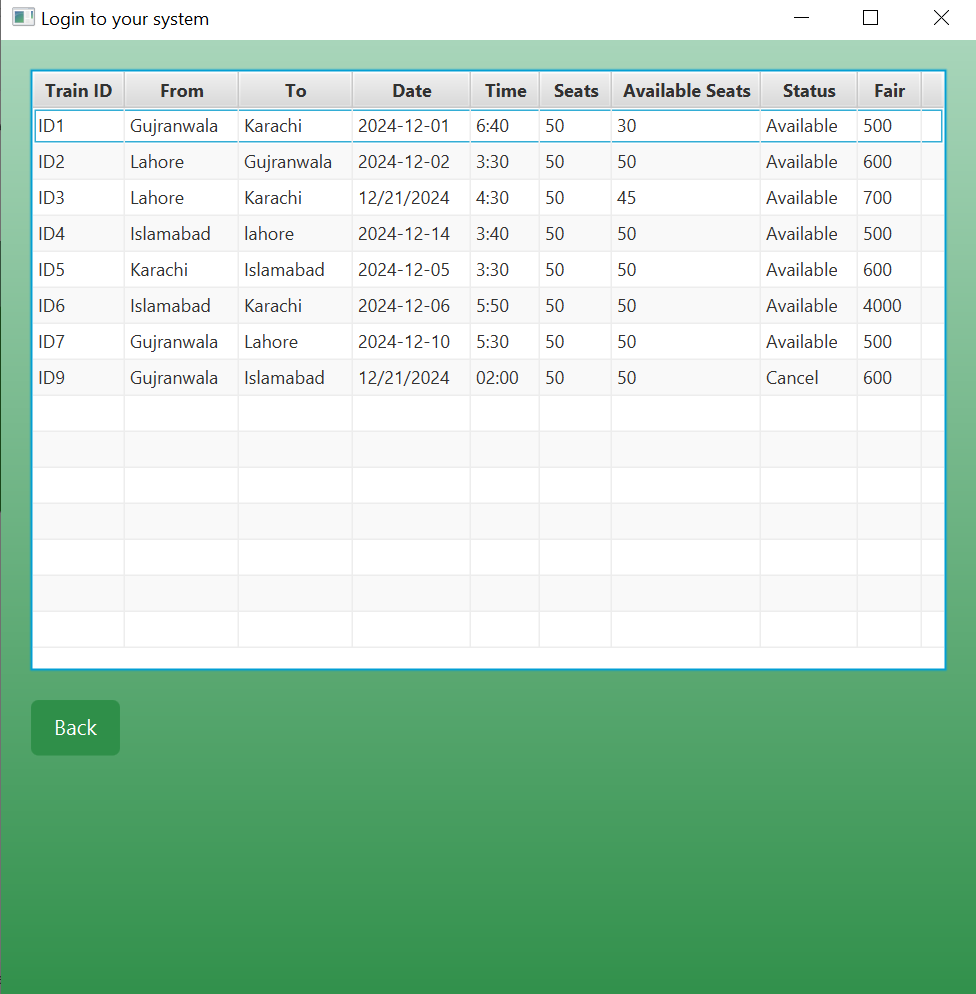 Login to your system
Train ID From To Date Time Seats Available Seats Status Fair
ID1 Gujranwala Karachi 2024-12-01 6:40 50 30 Available 500
ID2 Lahore Gujranwala 2024-12-02 3:30 50 50 Available 600
ID3 Lahore Karachi 12/21/2024 4:30 50 45 Available 700
ID4 Islamabad lahore 2024-12-14 3:40 50 50 Available 500
ID5 Karachi Islamabad 2024-12-05 3:30 50 50 Available 600
ID6 Islamabad Karachi 2024-12-06 5:50 50 50 Available 4000
ID7 Gujranwala Lahore 2024-12-10 5:30 50 50 Available 500
ID9 Gujranwala Islamabad 12/21/2024 02:00 50 50 Cancel 600
Back